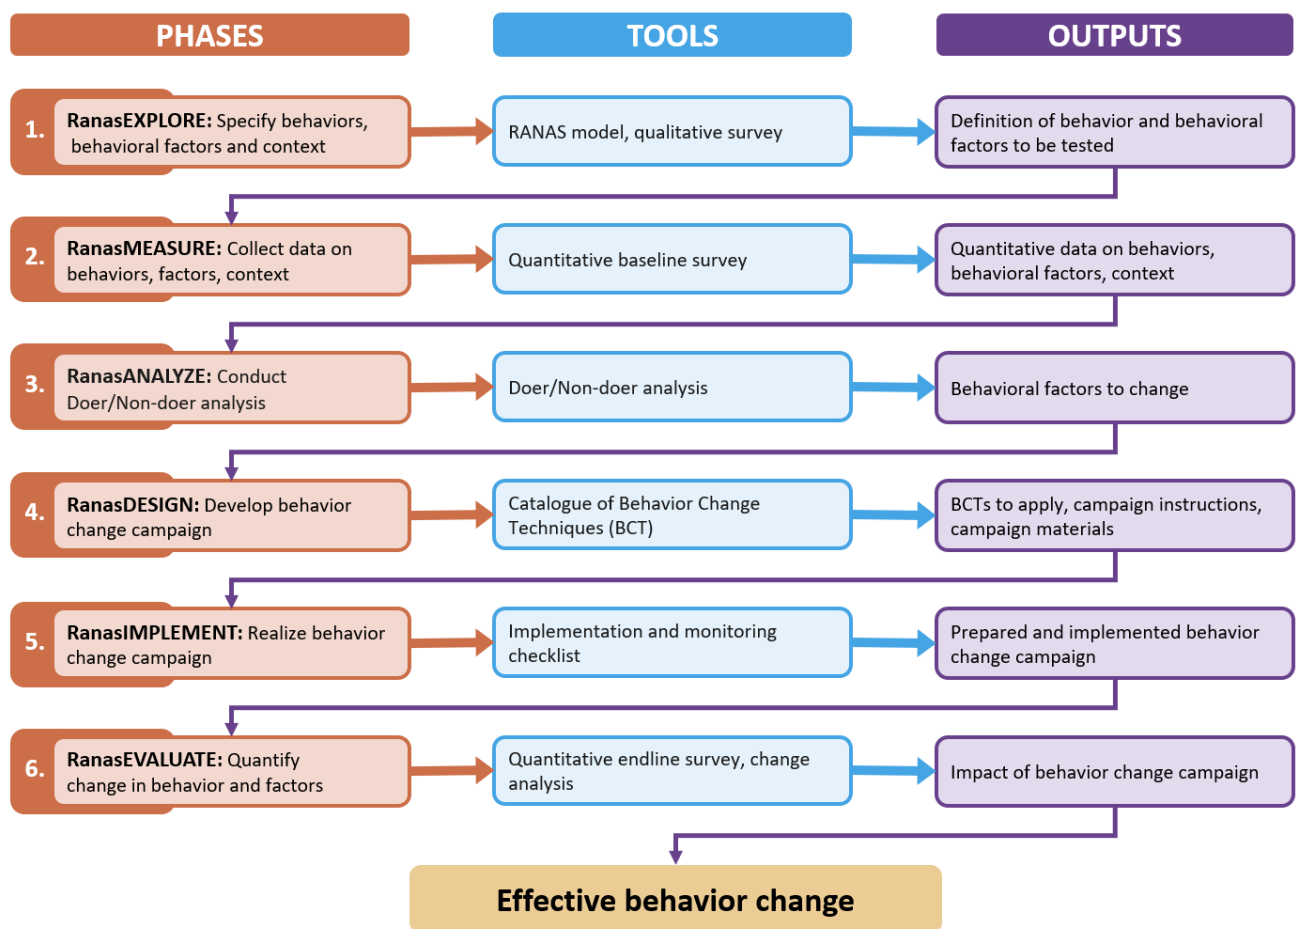 PHASES
TOOLS
OUTPUTS
1.
RanasEXPLORE: Specify behaviors,
behavioral factors and context
RANAS model, qualitative survey
Definition of behavior and behavioral
factors to be tested
2.
RanasMEASURE: Collect data on
behaviors, factors, context
Quantitative baseline survey
Quantitative data on behaviors,
behavioral factors, context
3.
RanasANALYZE: Conduct
Doer/Non-doer analysis
Doer/Non-doer analysis
Behavioral factors to change
4.
RanasDESIGN: Develop behavior
change campaign
Catalogue of Behavior Change
Techniques (BCT)
BCTs to apply, campaign instructions,
campaign materials
5.
RanasIMPLEMENT: Realize behavior
change campaign
Implementation and monitoring
checklist
Prepared and implemented behavior
change campaign
6.
RanasEVALUATE: Quantify
change in behavior and factors
Quantitative endline survey, change
analysis
Impact of behavior change campaign
Effective behavior change